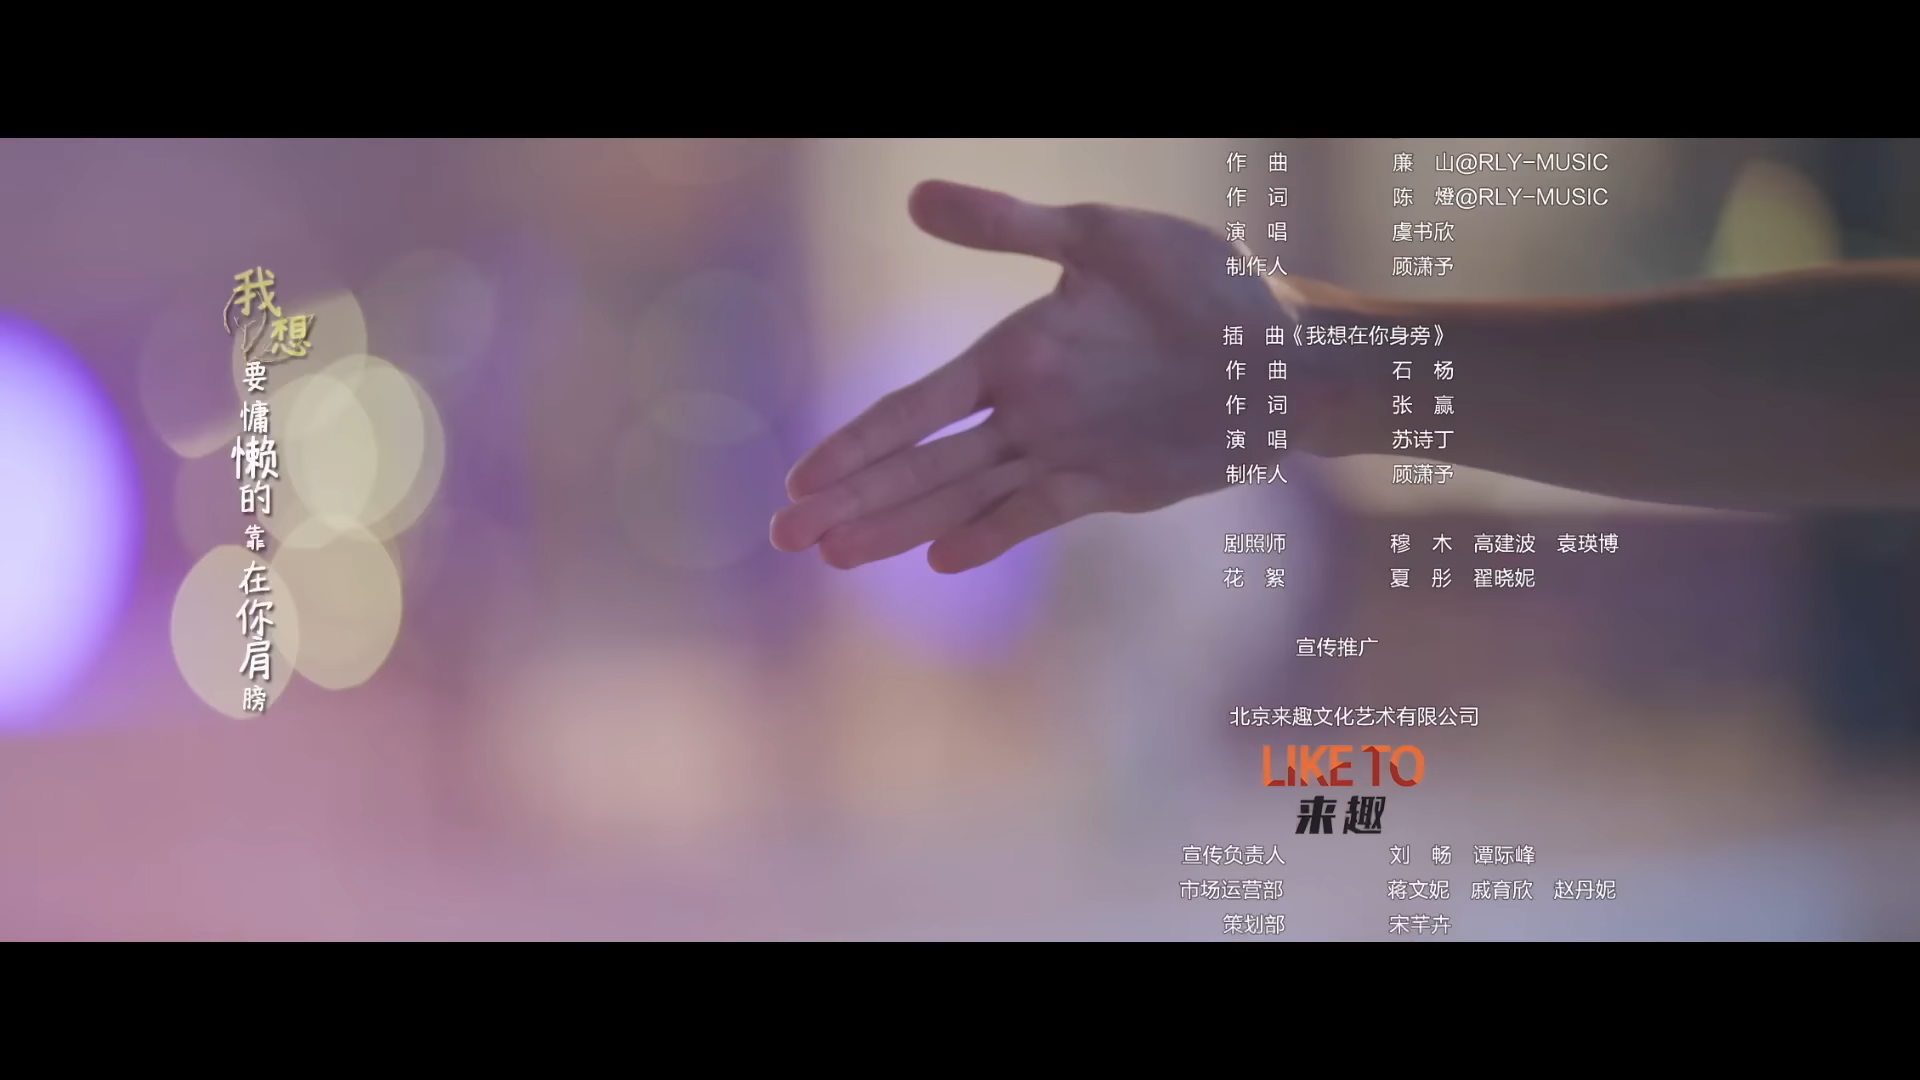 我想要慵懒的靠在你肩膀
作 曲 廉 山@RLY-MUSIC
作 词 陈 燈@RLY-MUSIC
演 唱 虞书欣
制作人 顾潇予
插 曲《我想在你身旁》
作 曲 石 杨
作 词 张 赢
演 唱 苏诗丁
制作人 顾潇予
剧照师 穆 木 高建波 袁瑛博
花 絮 夏 彤 翟晓妮
宣传推广
北京来趣文化艺术有限公司
LIKE TO
来趣
宣传负责人 刘 畅 谭际峰
市场运营部 蒋文妮 戚育欣 赵丹妮
策划部 宋芊卉